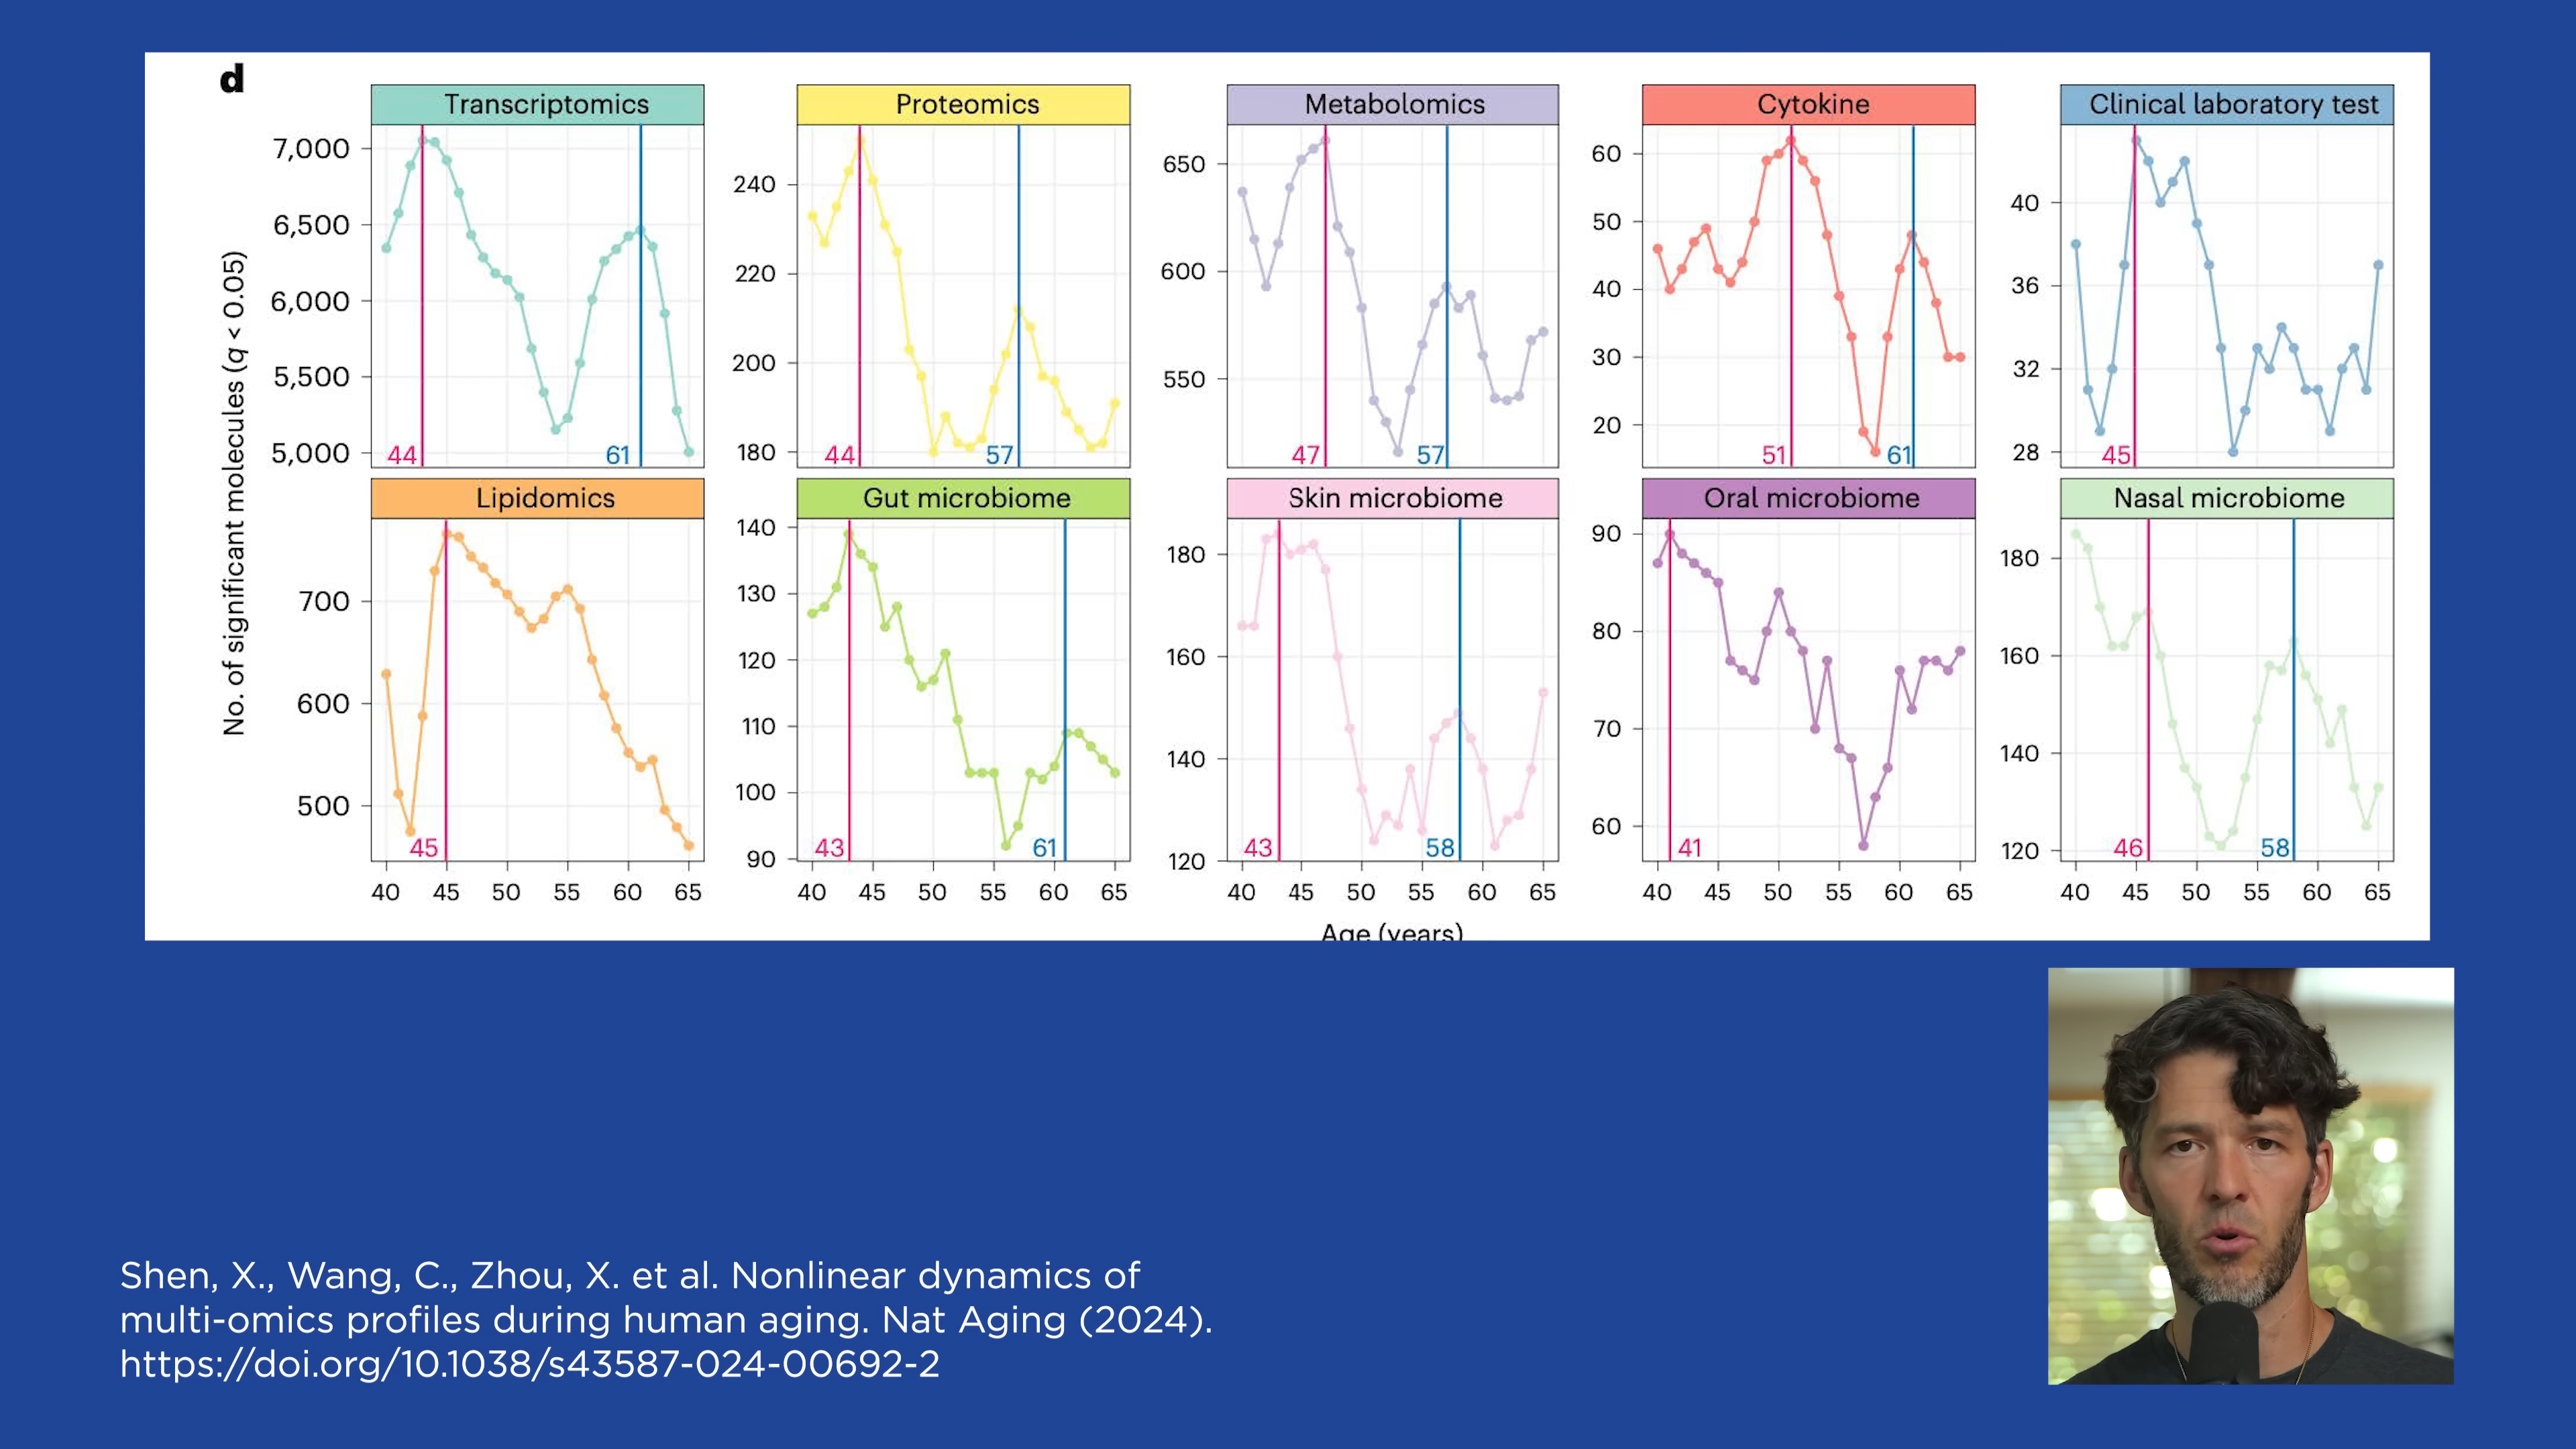 d
Transcriptomics
Proteomics
Metabolomics
Cytokine
Clinical laboratory test
No. of significant molecules (q < 0.05)
7,000
6,500
6,000
5,500
5,000
44
61
240
220
200
180
44
57
650
600
550
47
57
60
50
40
30
20
51
61
40
36
32
28
45
Lipidomics
Gut microbiome
Skin microbiome
Oral microbiome
Nasal microbiome
700
600
500
45
140
130
120
110
100
90
43
61
180
160
140
120
43
58
90
80
70
60
41
180
160
140
120
46
58
40 45 50 55 60 65
40 45 50 55 60 65
40 45 50 55 60 65
40 45 50 55 60 65
40 45 50 55 60 65
Age (years)
Shen, X., Wang, C., Zhou, X. et al. Nonlinear dynamics of
multi-omics profiles during human aging. Nat Aging (2024).
https://doi.org/10.1038/s43587-024-00692-2